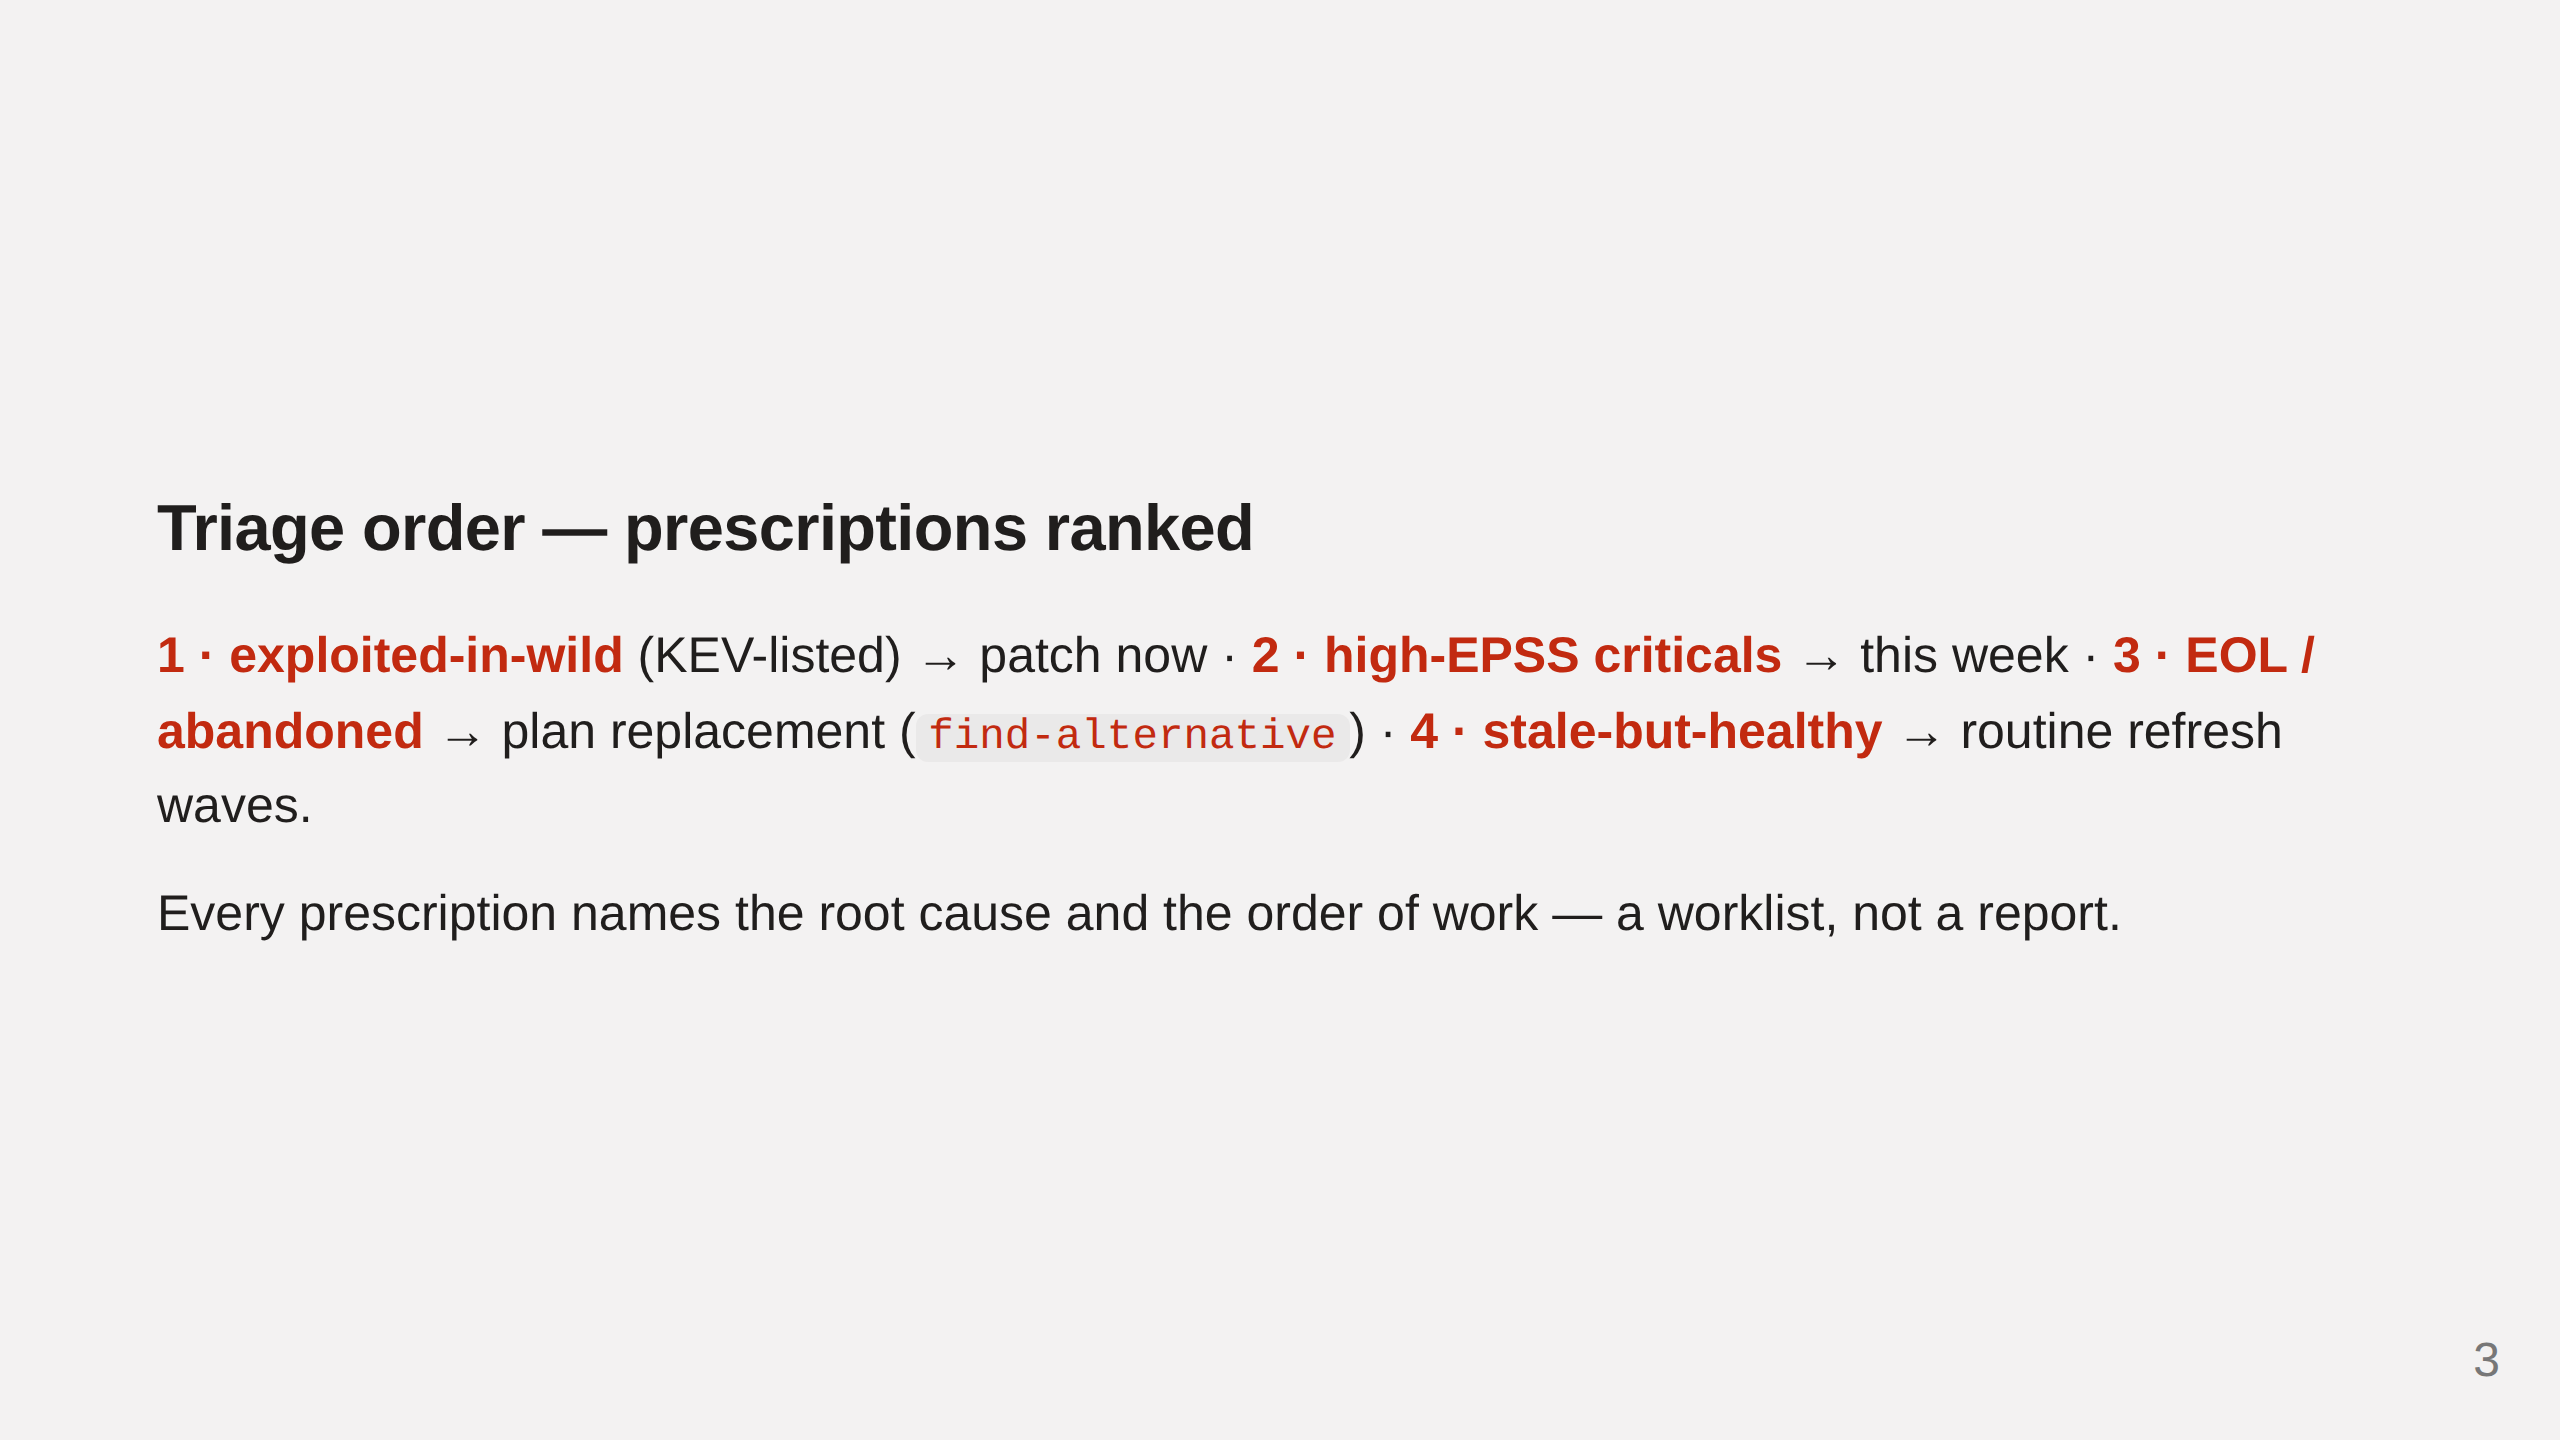 Triage order — prescriptions ranked
1 · exploited-in-wild (KEV-listed) → patch now · 2 · high-EPSS criticals → this week · 3 · EOL /
abandoned → plan replacement (find-alternative) · 4 · stale-but-healthy → routine refresh
waves.
Every prescription names the root cause and the order of work — a worklist, not a report.
3